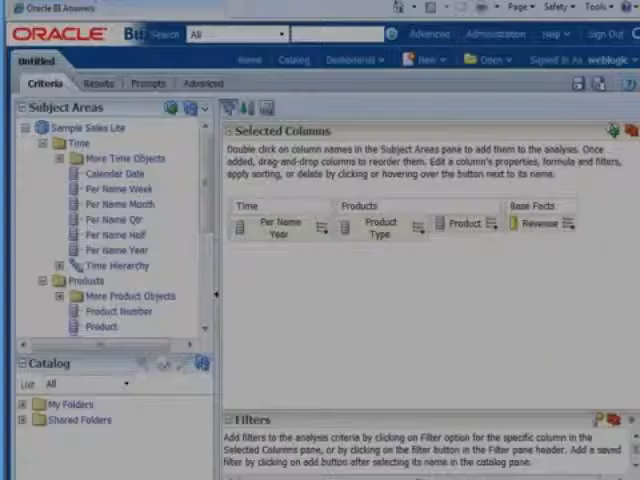 Oracle BI Answers
Page
Safety
Tools
ORACLE
Search
All
Advanced
Administration
Help
Sign Out
Untitled
Home
Catalog
Dashboards
New
Open
Signed In As weblogic
Criteria
Results
Prompts
Advanced
Subject Areas
Sample Sales Lite
Time
More Time Objects
Calendar Date
Per Name Week
Per Name Month
Per Name Qtr
Per Name Half
Per Name Year
Time Hierarchy
Products
More Product Objects
Product Number
Product
Catalog
List All
My Folders
Shared Folders
Selected Columns
Double click on column names in the Subject Areas pane to add them to the analysis. Once
added, drag-and-drop columns to reorder them. Edit a column's properties, formula and filters,
apply sorting, or delete by clicking or hovering over the button next to its name.
Time
Products
Base Facts
Per Name
Year
Product
Type
Product
Revenue
Filters
Add filters to the analysis criteria by clicking on Filter option for the specific column in the
Selected Columns pane, or by clicking on the filter button in the Filter pane header. Add a saved
filter by clicking on add button after selecting its name in the catalog pane.